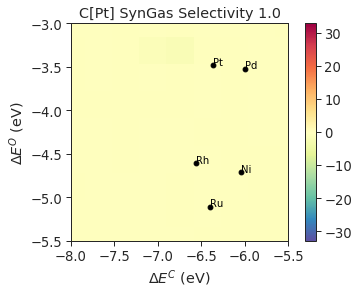 C[Pt] SynGas Selectivity 1.0
−3.0
−3.5
−4.0
−4.5
−5.0
−5.5
ΔE^O (eV)
Pt
Pd
Rh
Ni
Ru
−8.0 −7.5 −7.0 −6.5 −6.0 −5.5
ΔE^C (eV)
30
20
10
0
−10
−20
−30